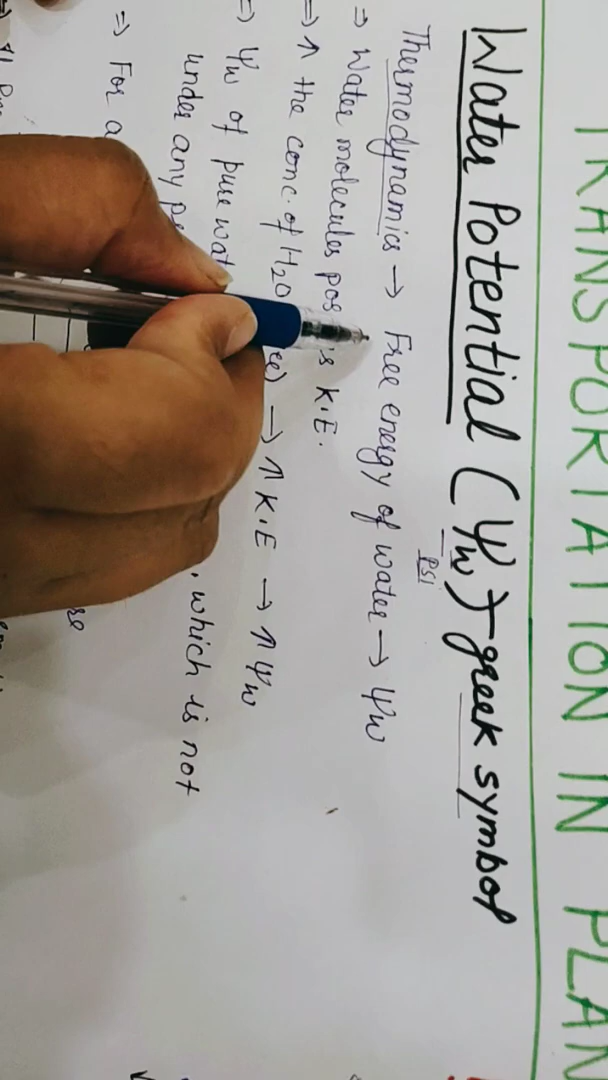 TRANSPORTATION IN PLAN
Water Potential (Ψw) → greek symbol
PSI
Thermodynamics → Free energy of water → Ψw
⇒ Water molecules pos is K.E.
⇒ ↑ the conc. of H2O → ↑ K.E → ↑ Ψw
⇒ Ψw of pure wat , which is not
under any
⇒ For a